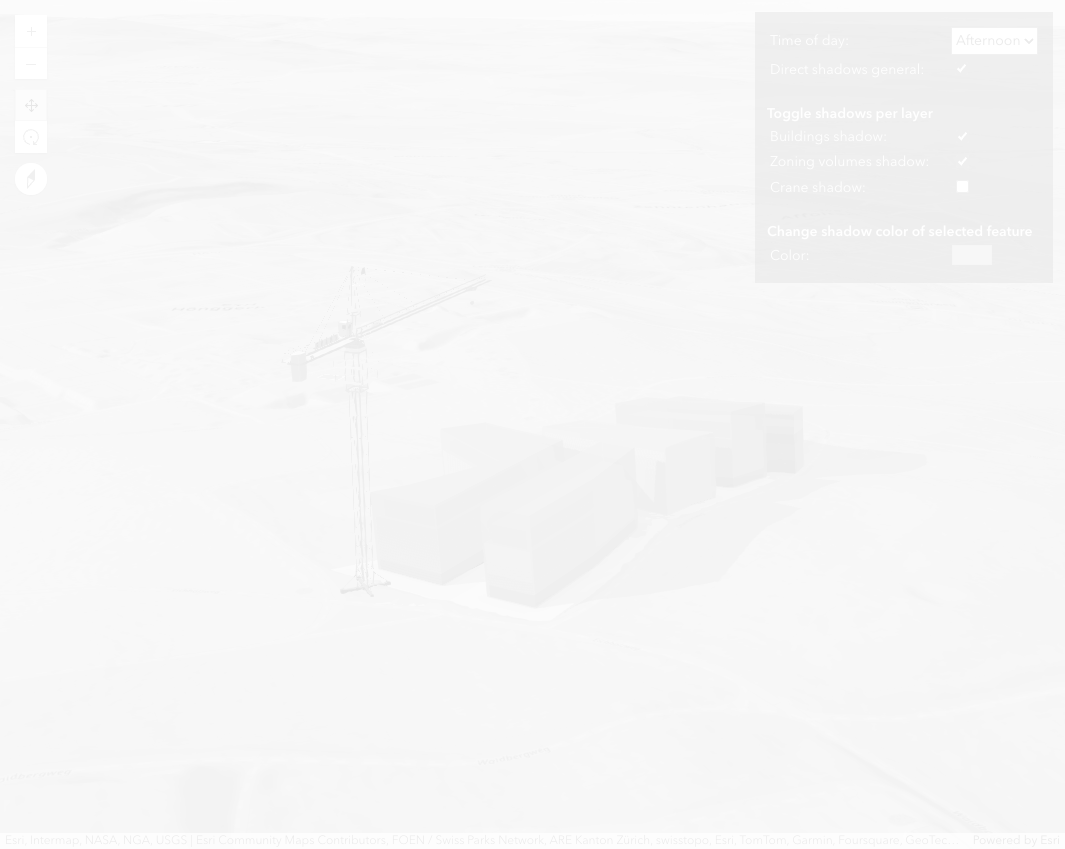 Time of day: Afternoon
Direct shadows general:
Toggle shadows per layer
Buildings shadow:
Zoning volumes shadow:
Crane shadow:
Change shadow color of selected feature
Color:
Esri, Intermap, NASA, NGA, USGS | Esri Community Maps Contributors, FOEN / Swiss Parks Network, ARE Kanton Zürich, swisstopo, Esri, TomTom, Garmin, Foursquare, GeoTec... Powered by Esri